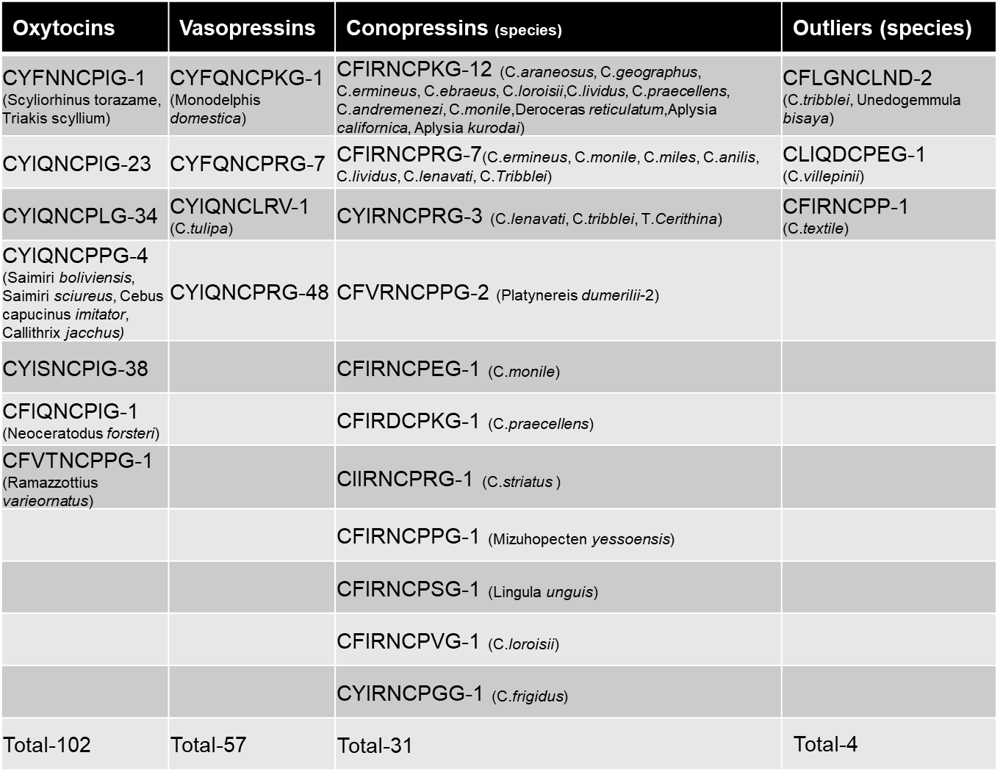 Oxytocins
Vasopressins
Conopressins (species)
Outliers (species)
CYFNNCPIG-1
(Scyliorhinus torazame,
Triakis scyllium)
CYFQNCPKG-1
(Monodelphis
domestica)
CFIRNCPKG-12 (C.araneosus, C.geographus,
C.ermineus, C.ebraeus, C.loroisii,C.lividus, C.praecellens,
C.andremenezi, C.monile,Deroceras reticulatum,Aplysia
californica, Aplysia kurodai)
CFLGNCLND-2
(C.tribblei, Unedogemmula
bisaya)
CYIQNCPIG-23
CYFQNCPRG-7
CFIRNCPRG-7(C.ermineus, C.monile, C.miles, C.anilis,
C.lividus, C.lenavati, C.Tribblei)
CLIQDCPEG-1
(C.villepinii)
CYIQNCPLG-34
CYIQNCLRV-1
(C.tulipa)
CYIRNCPRG-3 (C.lenavati, C.tribblei, T.Cerithina)
CFIRNCPP-1
(C.textile)
CYIQNCPPG-4
(Saimiri boliviensis,
Saimiri sciureus, Cebus
capucinus imitator,
Callithrix jacchus)
CYIQNCPRG-48
CFVRNCPPG-2 (Platynereis dumerilii-2)
CYISNCPIG-38
CFIRNCPEG-1 (C.monile)
CFIQNCPIG-1
(Neoceratodus forsteri)
CFIRDCPKG-1 (C.praecellens)
CFVTNCPPG-1
(Ramazzottius
varieornatus)
CIIRNCPRG-1 (C.striatus )
CFIRNCPPG-1 (Mizuhopecten yessoensis)
CFIRNCPSG-1 (Lingula unguis)
CFIRNCPVG-1 (C.loroisii)
CYIRNCPGG-1 (C.frigidus)
Total-102
Total-57
Total-31
Total-4